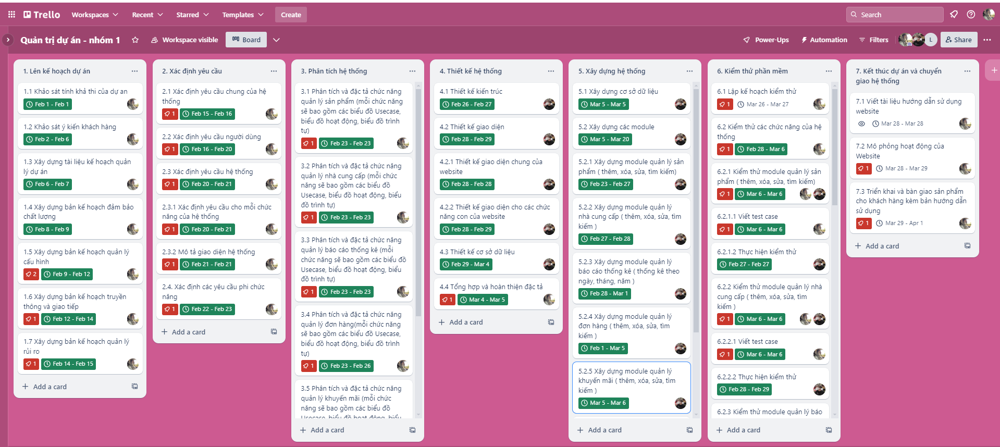 Trello
Workspaces
Recent
Starred
Templates
Create
Search
Quản trị dự án - nhóm 1
Workspace visible
Board
Power-Ups
Automation
Filters
L
Share
1. Lên kế hoạch dự án
1.1 Khảo sát tính khả thi của dự an
Feb 1 - Feb 1
1.2 Khảo sát ý kiến khách hàng
Feb 2 - Feb 6
1.3 Xây dựng tài liệu kế hoạch quản
lý dự án
Feb 6 - Feb 7
1.4 Xây dựng bản kế hoạch đảm bảo
chất lượng
Feb 8 - Feb 9
1.5 Xây dựng bản kế hoạch quản lý
cấu hình
2 Feb 9 - Feb 12
1.6 Xây dựng bản kế hoạch truyền
thông và giao tiếp
1 Feb 12 - Feb 14
1.7 Xây dựng bản kế hoạch quản lý
rủi ro
1 Feb 14 - Feb 15
Add a card
2. Xác định yêu cầu
2.1 Xác định yêu cầu chung của hệ
thống
1 Feb 15 - Feb 16
2.2 Xác định yêu cầu người dùng
1 Feb 16 - Feb 20
2.3 Xác định yêu cầu hệ thống
1 Feb 20 - Feb 21
2.3.1 Xác định yêu cầu cho mỗi chức
năng của hệ thống
1 Feb 20 - Feb 21
2.3.2 Mô tả giao diện hệ thống
1 Feb 21 - Feb 21
2.4. Xác định các yêu cầu phi chức
năng
1 Feb 22 - Feb 23
Add a card
3. Phân tích hệ thống
3.1 Phân tích và đặc tả chức năng
quản lý sản phẩm (mỗi chức năng
sẽ bao gồm các biểu đồ Usecase,
biểu đồ hoạt động, biểu đồ trình
tự)
1 Feb 23 - Feb 23
3.2 Phân tích và đặc tả chức năng
quản lý nhà cung cấp (mỗi chức
năng sẽ bao gồm các biểu đồ
Usecase, biểu đồ hoạt động, biểu
đồ trình tự)
1 Feb 23 - Feb 23
3.3 Phân tích và đặc tả chức năng
quản lý báo cáo thống kê (mỗi
chức năng sẽ bao gồm các biểu đồ
Usecase, biểu đồ hoạt động, biểu
đồ trình tự)
1 Feb 23 - Feb 23
3.4 Phân tích và đặc tả chức năng
quản lý đơn hàng(mỗi chức năng
sẽ bao gồm các biểu đồ Usecase,
biểu đồ hoạt động, biểu đồ trình
tự)
1 Feb 23 - Feb 26
3.5 Phân tích và đặc tả chức năng
quản lý khuyến mãi (mỗi chức
năng sẽ bao gồm các biểu đồ
Usecase, biểu đồ hoạt động, biểu
Add a card
4. Thiết kế hệ thống
4.1 Thiết kế kiến trúc
Feb 26 - Feb 27
4.2 Thiết kế giao diện
Feb 28 - Feb 29
4.2.1 Thiết kế giao diện chung của
website
Feb 28 - Feb 28
4.2.2 Thiết kế giao diện cho các chức
năng con của website
Feb 28 - Feb 29
4.3 Thiết kế cơ sở dữ liệu
Feb 29 - Mar 4
4.4 Tổng hợp và hoàn thiện đặc tả
1 Mar 4 - Mar 5
Add a card
5. Xây dựng hệ thống
5.1 Xây dựng cơ sở dữ liệu
Mar 5 - Mar 5
5.2 Xây dựng các module
Mar 5 - Mar 20
5.2.1 Xây dựng module quản lý sản
phẩm ( thêm, xóa, sửa, tìm kiếm)
Feb 23 - Feb 27
5.2.2 Xây dựng module quản lý
nhà cung cấp ( thêm, xóa, sửa, tìm
kiếm )
Feb 27 - Feb 28
5.2.3 Xây dựng module quản lý
báo cáo thống kê ( thống kê theo
ngày, tháng, năm )
Feb 28 - Mar 1
5.2.4 Xây dựng module quản lý
đơn hàng ( thêm, xóa, sửa, tìm
kiếm )
Feb 1 - Mar 5
5.2.5 Xây dựng module quản lý
khuyến mãi ( thêm, xóa, sửa, tìm
kiếm )
Mar 5 - Mar 6
Add a card
6. Kiểm thử phần mềm
6.1 Lập kế hoạch kiểm thử
1 Mar 26 - Mar 27
6.2 Kiểm thử các chức năng của hệ
thống
1 Feb 28 - Mar 6
6.2.1 Kiểm thử module quản lý sản
phẩm ( thêm, xóa, sửa, tìm kiếm)
1 Mar 6 - Mar 6
6.2.1.1 Viết test case
1 Mar 6 - Mar 6
6.2.1.2 Thực hiện kiểm thử
Feb 27 - Feb 27
6.2.2 Kiểm thử module quản lý nhà
cung cấp ( thêm, xóa, sửa, tìm
kiếm )
1 Mar 6 - Mar 6
6.2.2.1 Viết test case
1 Mar 6 - Mar 6
6.2.2.2 Thực hiện kiểm thử
Feb 28 - Feb 29
6.2.3 Kiểm thử module quản lý báo
Add a card
7. Kết thúc dự án và chuyển
giao hệ thống
7.1 Viết tài liệu hướng dẫn sử dụng
website
Mar 28 - Mar 28
7.2 Mô phỏng hoạt động của
Website
1 Mar 28 - Mar 29
7.3 Triển khai và bàn giao sản phẩm
cho khách hàng kèm bản hướng dẫn
sử dụng
1 Mar 29 - Apr 1
Add a card